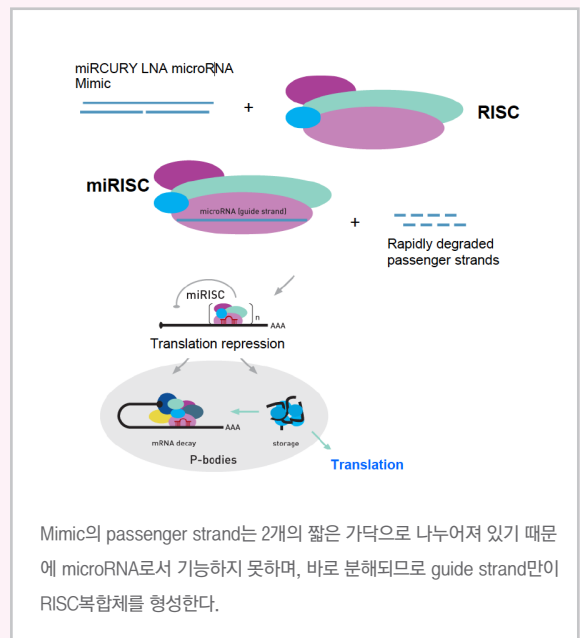 miRCURY LNA microRNA
Mimic
+
RISC
miRISC
microRNA (guide strand)
+
Rapidly degraded
passenger strands
miRISC
n
AAA
Translation repression
AAA
mRNA decay
storage
P-bodies
Translation
Mimic의 passenger strand는 2개의 짧은 가닥으로 나누어져 있기 때문
에 microRNA로서 기능하지 못하며, 바로 분해되므로 guide strand만이
RISC복합체를 형성한다.